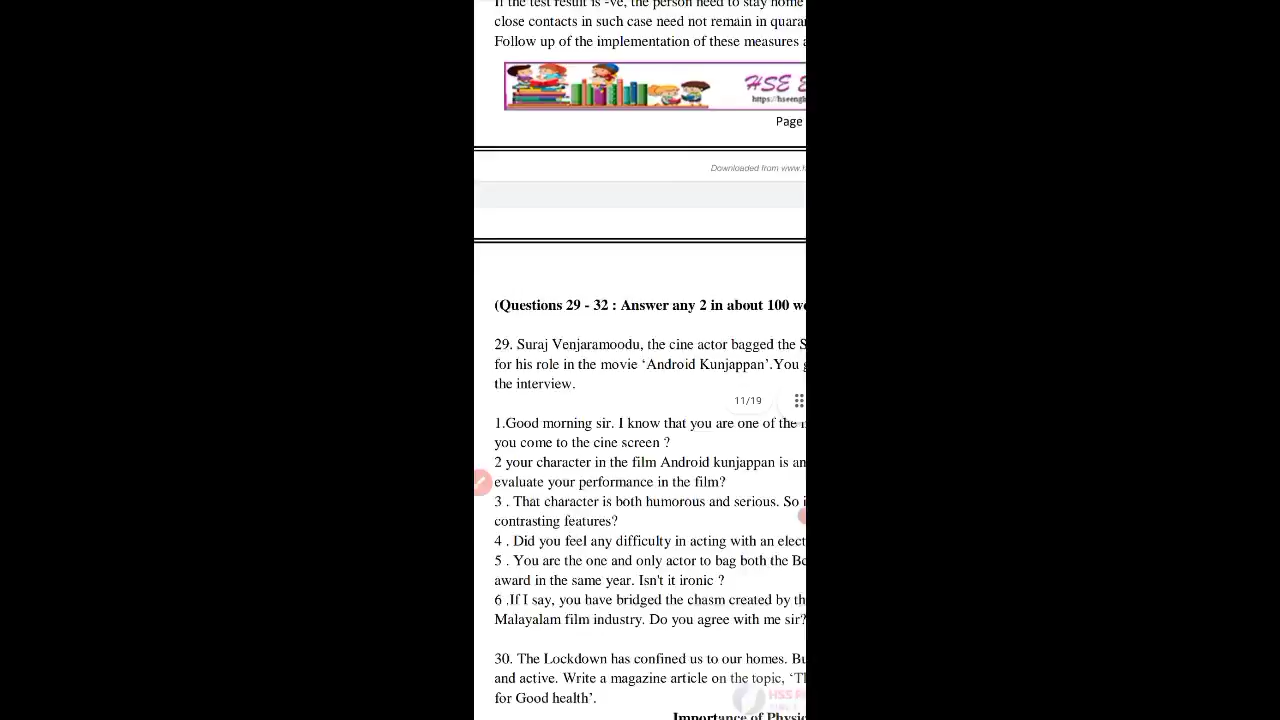 If the test result is -ve, the person need to stay home
close contacts in such case need not remain in
Follow up of the implementation of these measures
HSE
https://hseeng
Page
Downloaded from www.h
(Questions 29 - 32 : Answer any 2 in about 100
29. Suraj Venjaramoodu, the cine actor bagged the S
for his role in the movie ‘Android Kunjappan’.You
the interview.
11/19
1.Good morning sir. I know that you are one of the
you come to the cine screen ?
2 your character in the film Android kunjappan is an
evaluate your performance in the film?
3 . That character is both humorous and serious. So
contrasting features?
4 . Did you feel any difficulty in acting with an elect
5 . You are the one and only actor to bag both the
award in the same year. Isn't it ironic ?
6 .If I say, you have bridged the chasm created by th
Malayalam film industry. Do you agree with me sir?
30. The Lockdown has confined us to our homes.
and active. Write a magazine article on the topic,
for Good health’.
HSS
Importance of